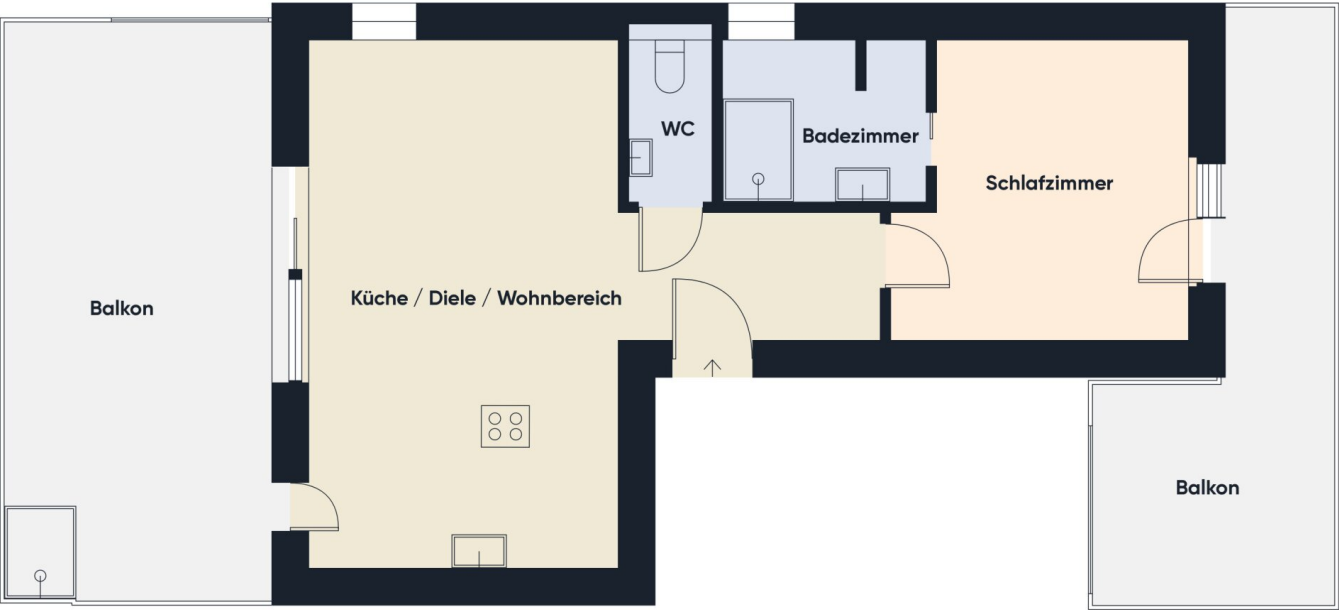 WC
Badezimmer
Schlafzimmer
Balkon
Küche / Diele / Wohnbereich
Balkon